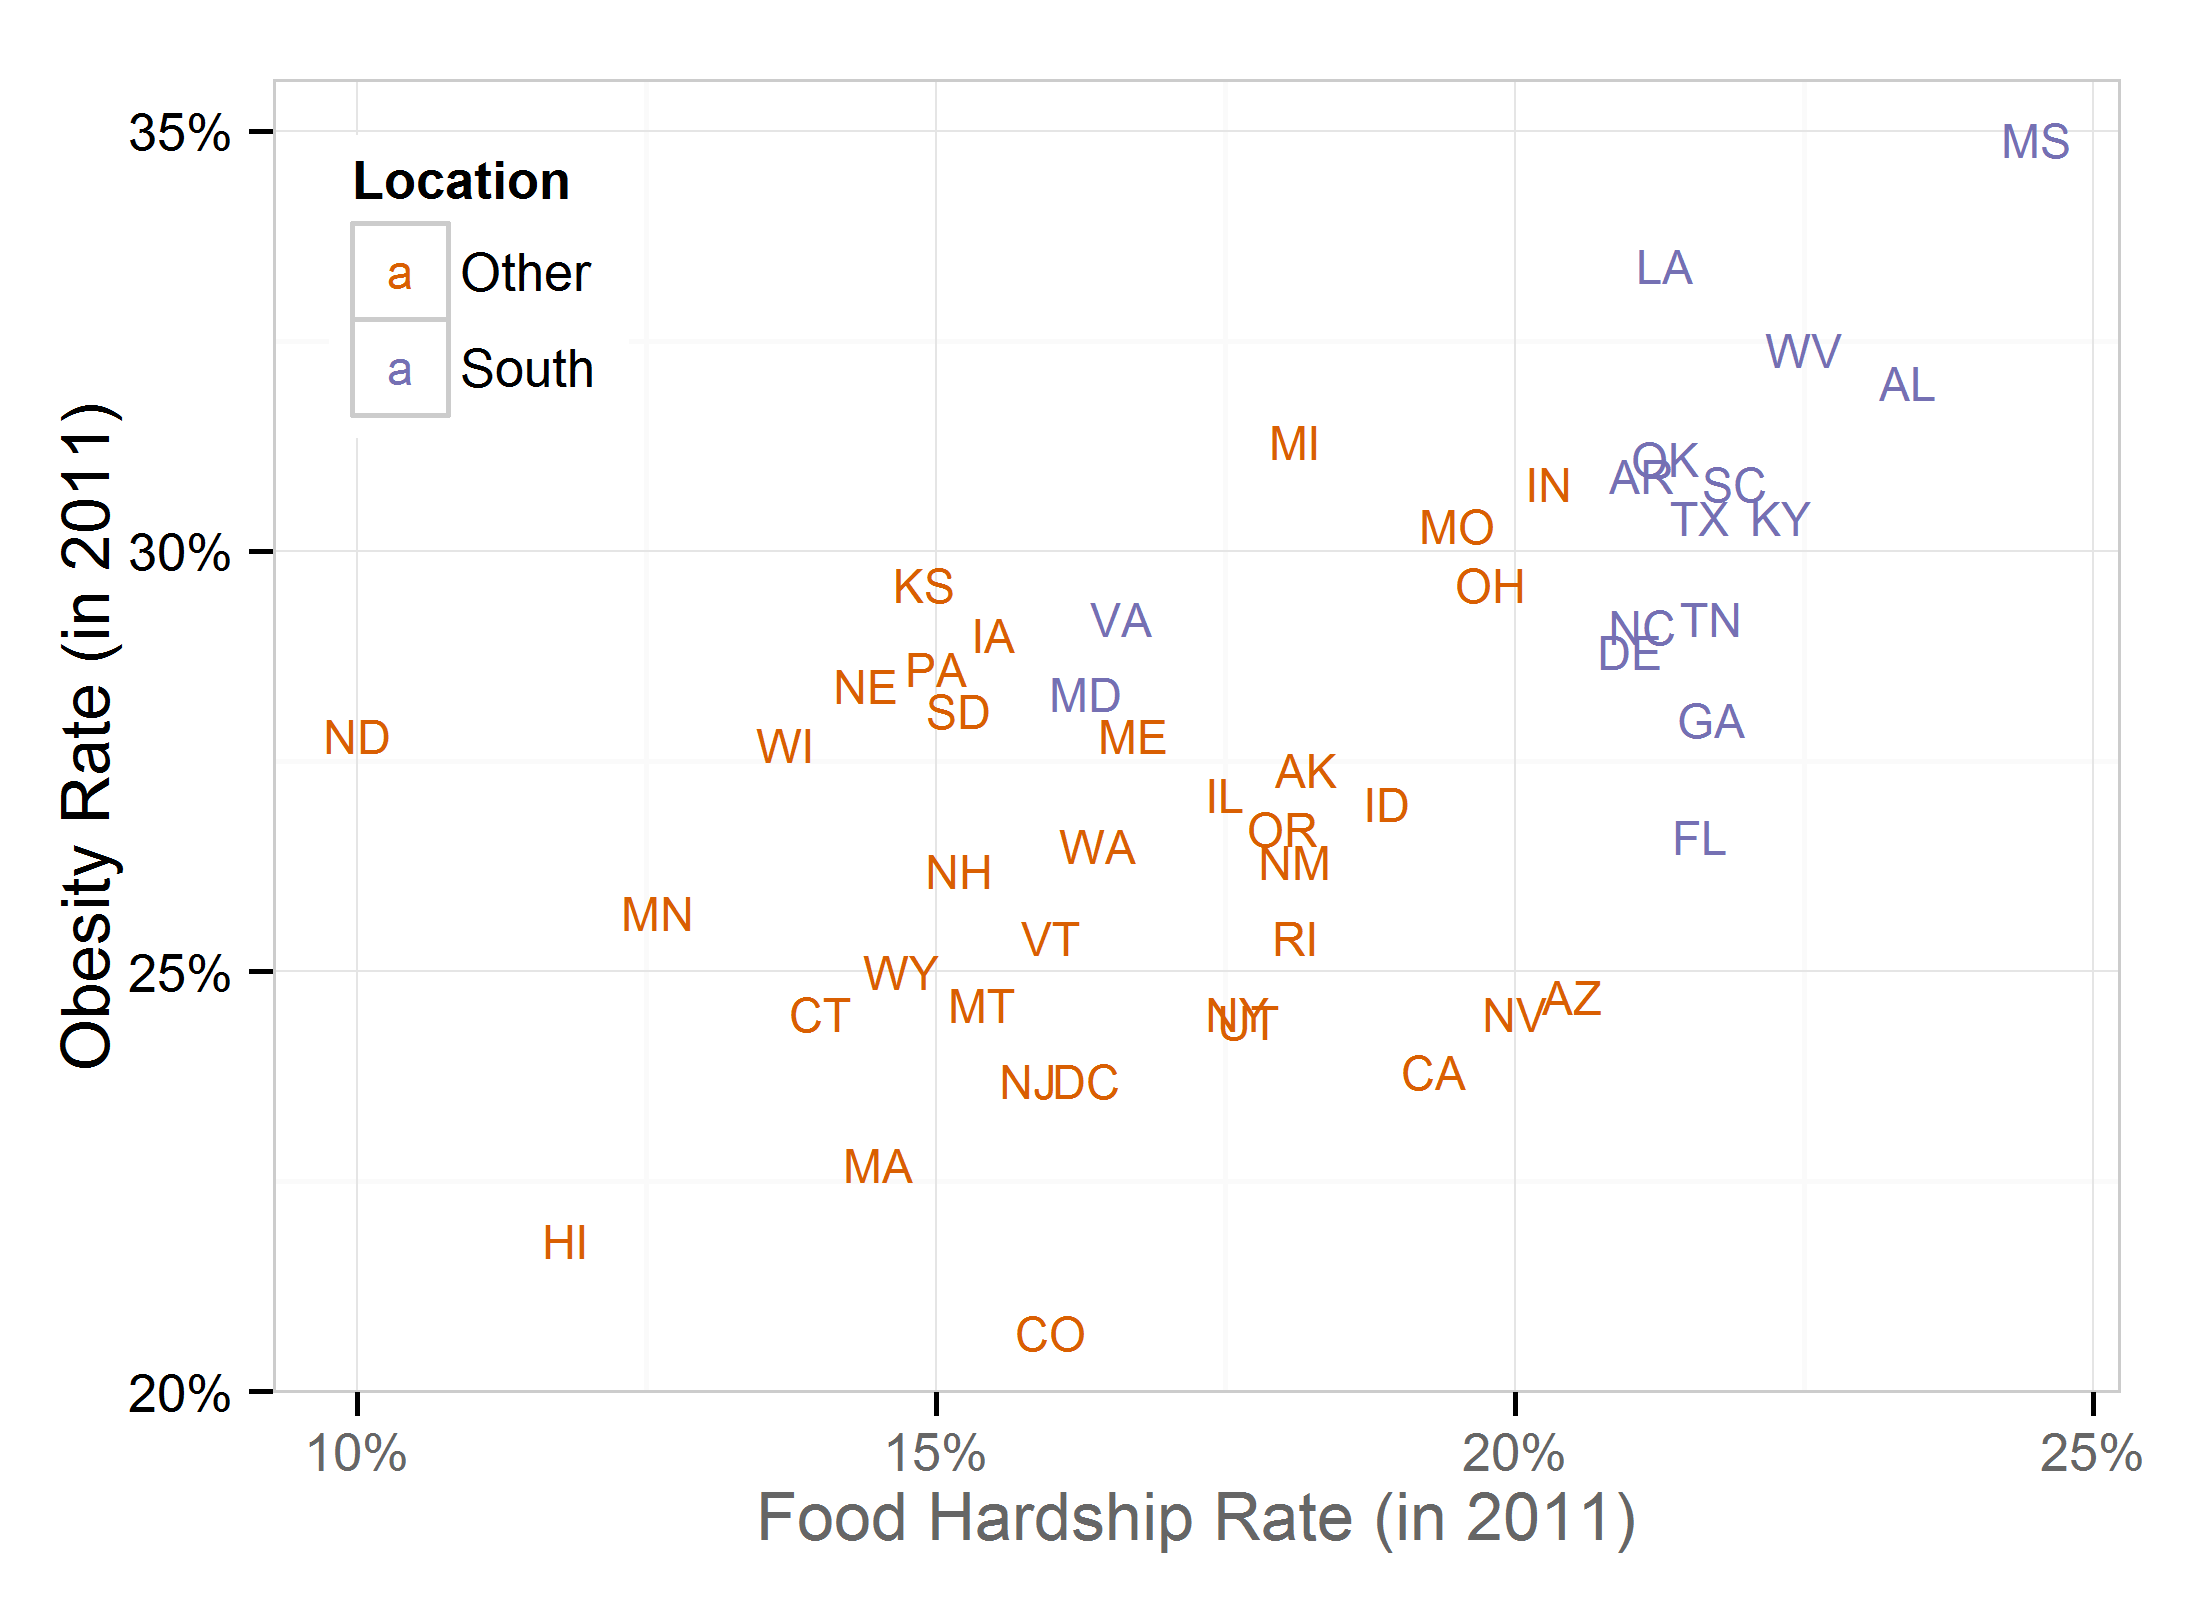 35%
MS
Location
LA
a Other
WV
a South
AL
MI
OK
AR
IN
SC
MO
TX KY
30%
KS
OH
VA
TN
NC
IA
DE
PA
NE
MD
SD
GA
ND
ME
WI
AK
IL
ID
OR
FL
WA
NM
NH
MN
VT
RI
25%
WY
AZ
MT
CT
NY
NV
UT
CA
NJ
DC
MA
HI
CO
20%
10% 15% 20% 25%
Food Hardship Rate (in 2011)
Obesity Rate (in 2011)